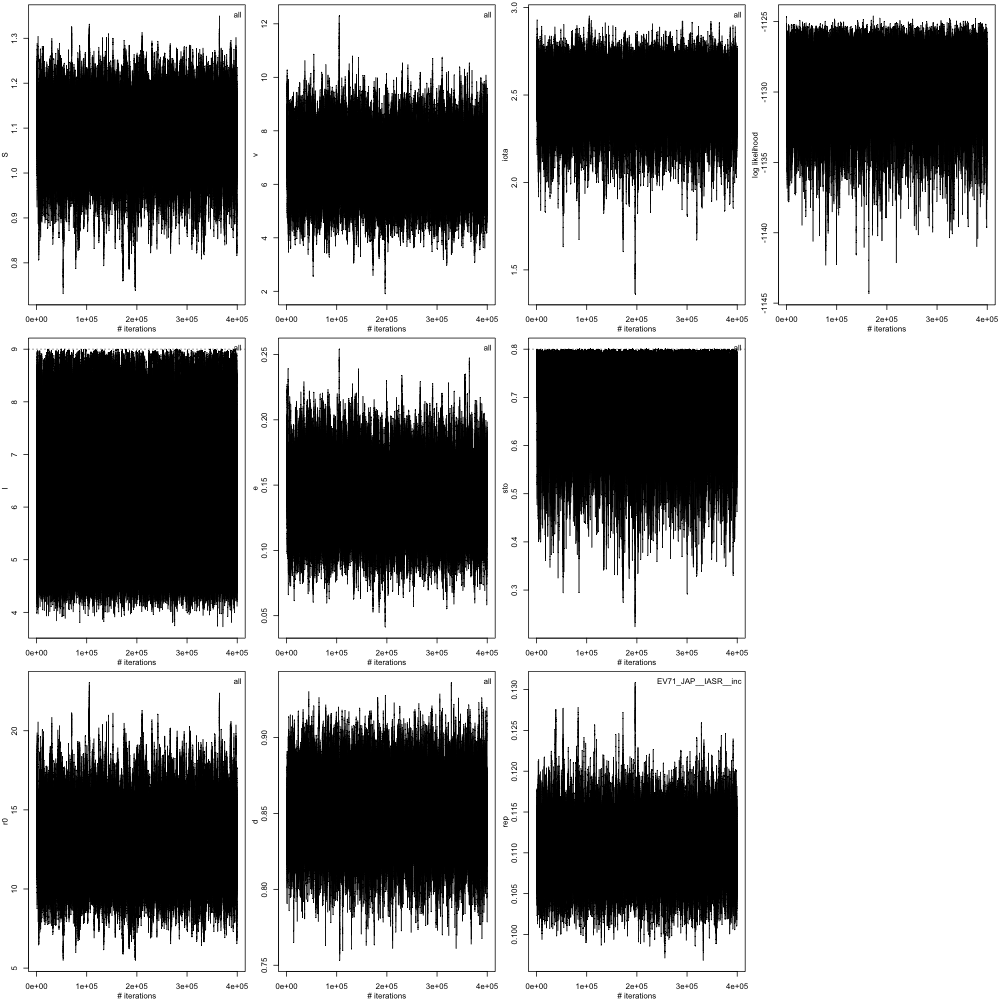 all
S
0.8 0.9 1.0 1.1 1.2 1.3
0e+00 1e+05 2e+05 3e+05 4e+05
# iterations
all
v
2 4 6 8 10 12
0e+00 1e+05 2e+05 3e+05 4e+05
# iterations
all
iota
1.5 2.0 2.5 3.0
0e+00 1e+05 2e+05 3e+05 4e+05
# iterations
log likelihood
-1145 -1140 -1135 -1130 -1125
0e+00 1e+05 2e+05 3e+05 4e+05
# iterations
all
l
4 5 6 7 8 9
0e+00 1e+05 2e+05 3e+05 4e+05
# iterations
all
e
0.05 0.10 0.15 0.20 0.25
0e+00 1e+05 2e+05 3e+05 4e+05
# iterations
all
sto
0.3 0.4 0.5 0.6 0.7 0.8
0e+00 1e+05 2e+05 3e+05 4e+05
# iterations
all
r0
5 10 15 20
0e+00 1e+05 2e+05 3e+05 4e+05
# iterations
all
d
0.75 0.80 0.85 0.90
0e+00 1e+05 2e+05 3e+05 4e+05
# iterations
EV71_JAP__IASR__inc
rep
0.100 0.105 0.110 0.115 0.120 0.125 0.130
0e+00 1e+05 2e+05 3e+05 4e+05
# iterations